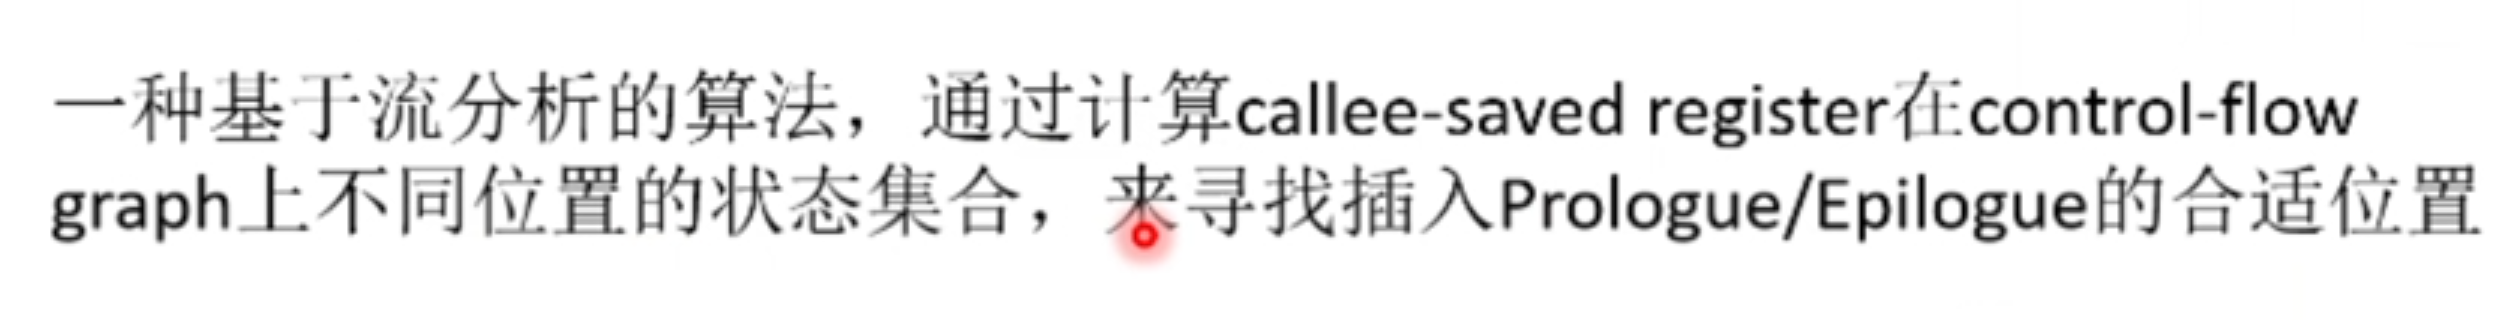 一种基于流分析的算法，通过计算callee-saved register在control-flow
graph上不同位置的状态集合，来寻找插入Prologue/Epilogue的合适位置